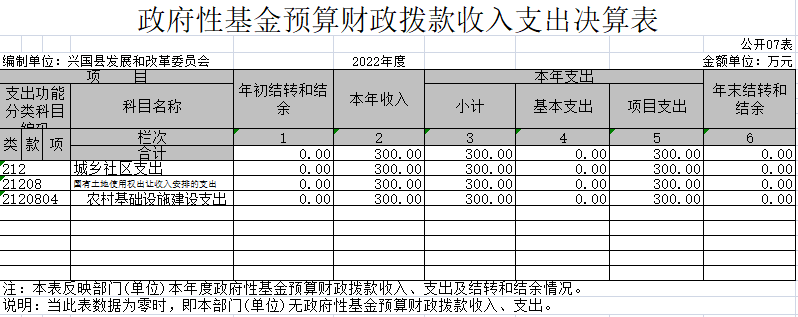 政府性基金预算财政拨款收入支出决算表
公开07表
编制单位：兴国县发展和改革委员会 2022年度 金额单位：万元
项 目 年初结转和结余 本年收入 本年支出 年末结转和结余
支出功能分类科目编码 科目名称 小计 基本支出 项目支出
类 款 项 栏次 1 2 3 4 5 6
合计 0.00 300.00 300.00 0.00 300.00 0.00
212 城乡社区支出 0.00 300.00 300.00 0.00 300.00 0.00
21208 国有土地使用权出让收入安排的支出 0.00 300.00 300.00 0.00 300.00 0.00
2120804 农村基础设施建设支出 0.00 300.00 300.00 0.00 300.00 0.00
注：本表反映部门(单位)本年度政府性基金预算财政拨款收入、支出及结转和结余情况。
说明：当此表数据为零时，即本部门(单位)无政府性基金预算财政拨款收入、支出。